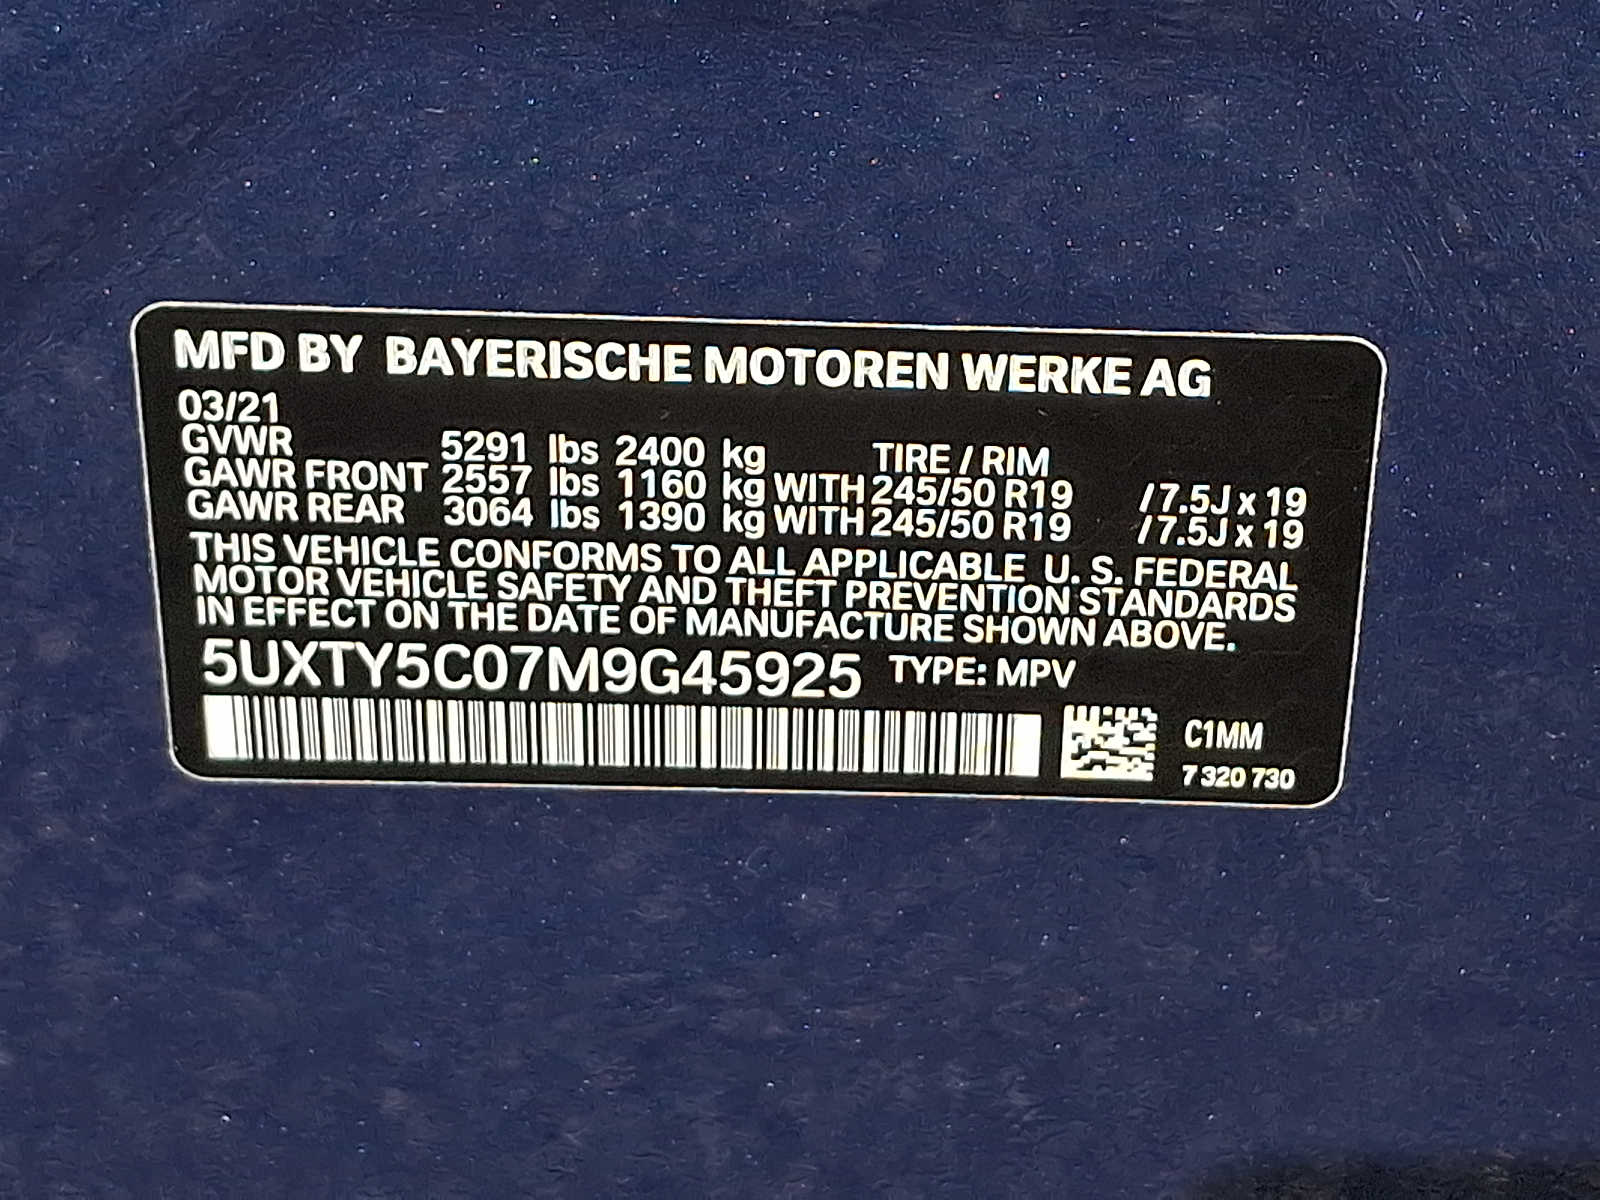 MFD BY BAYERISCHE MOTOREN WERKE AG
03/21
GVWR 5291 lbs 2400 kg TIRE / RIM
GAWR FRONT 2557 lbs 1160 kg WITH 245/50 R19 / 7.5J x 19
GAWR REAR 3064 lbs 1390 kg WITH 245/50 R19 / 7.5J x 19
THIS VEHICLE CONFORMS TO ALL APPLICABLE U. S. FEDERAL
MOTOR VEHICLE SAFETY AND THEFT PREVENTION STANDARDS
IN EFFECT ON THE DATE OF MANUFACTURE SHOWN ABOVE.
5UXTY5C07M9G45925 TYPE: MPV
C1MM
7 320 730